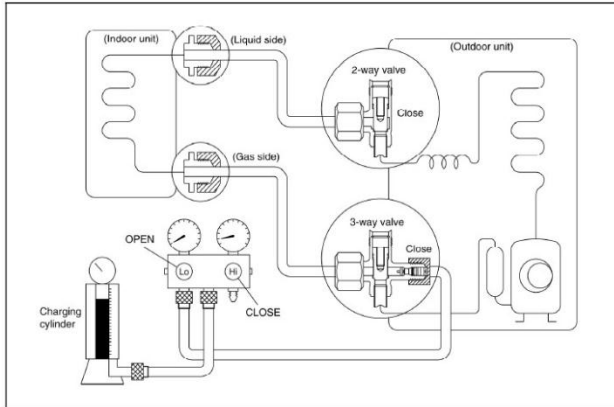 (Indoor unit)
(Liquid side)
(Outdoor unit)
2-way valve
Close
(Gas side)
3-way valve
Close
OPEN
Lo
Hi
CLOSE
Charging
cylinder